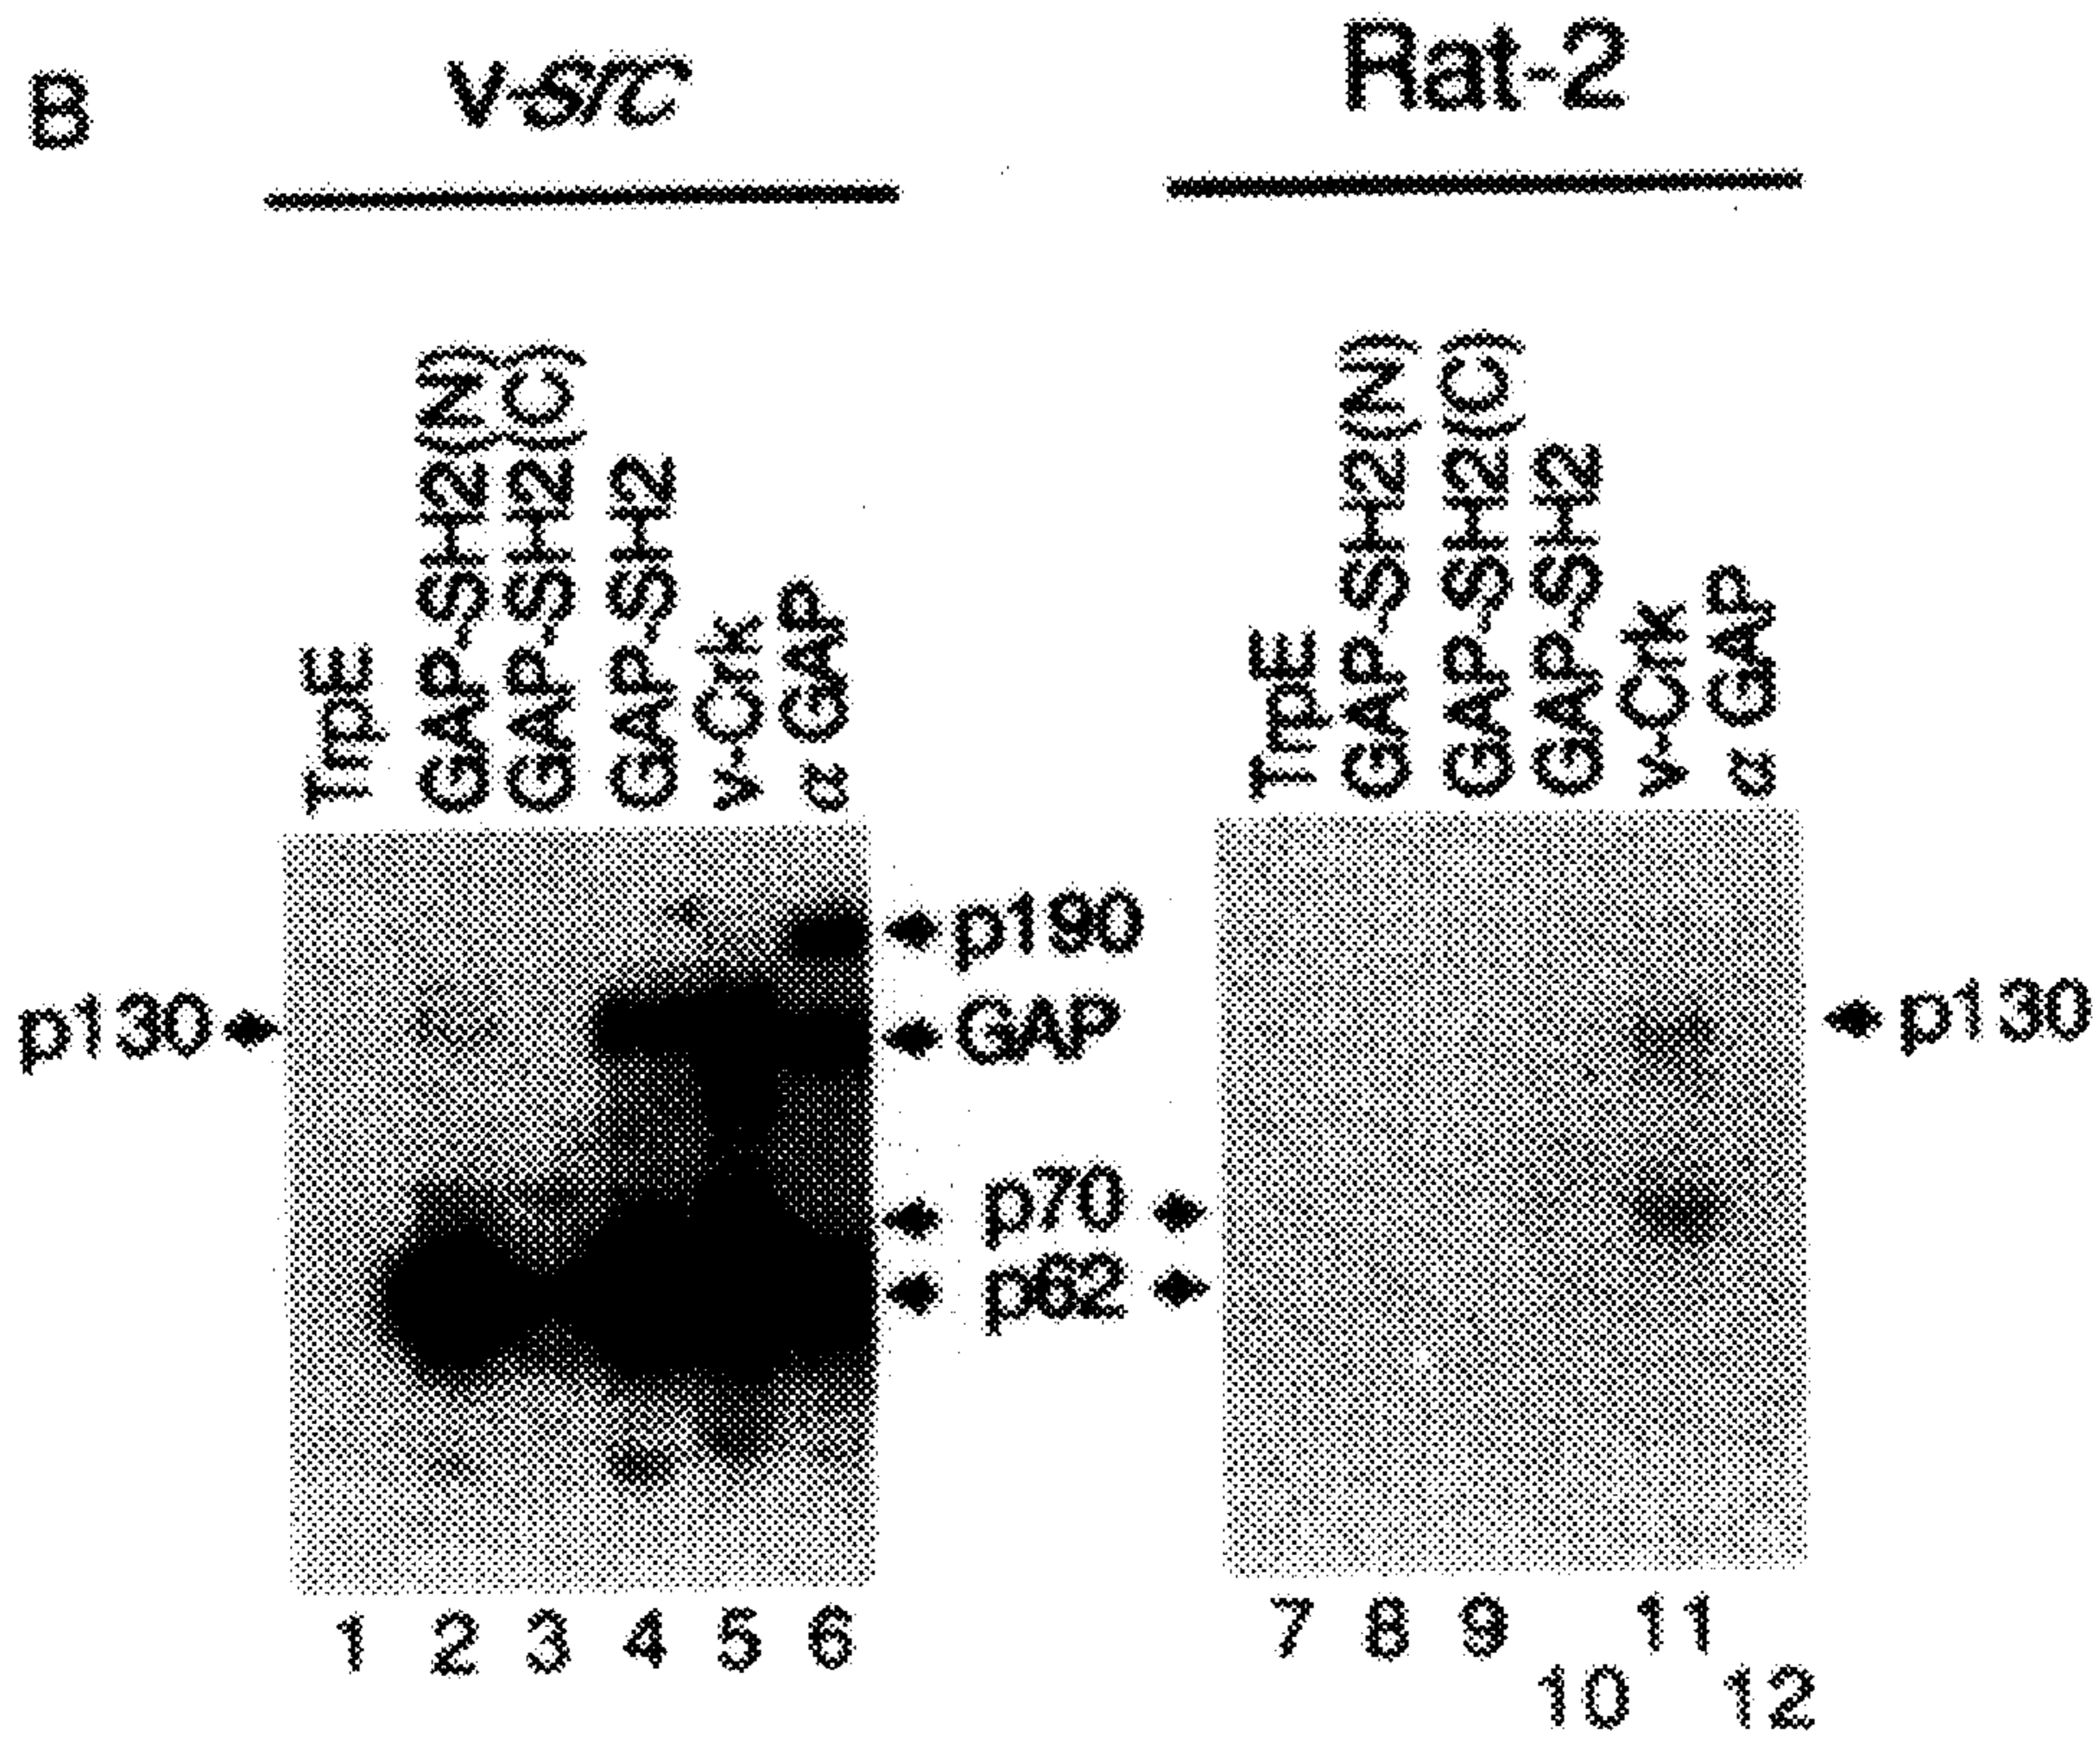 B
v-src
Rat-2
TrpE
GAP-SH2(N)
GAP-SH2(C)
GAP-SH2
v-Crk
α GAP
TrpE
GAP-SH2(N)
GAP-SH2(C)
GAP-SH2
v-Crk
α GAP
p190
p130
GAP
p130
p70
p62
1 2 3 4 5 6
7 8 9 10 11 12